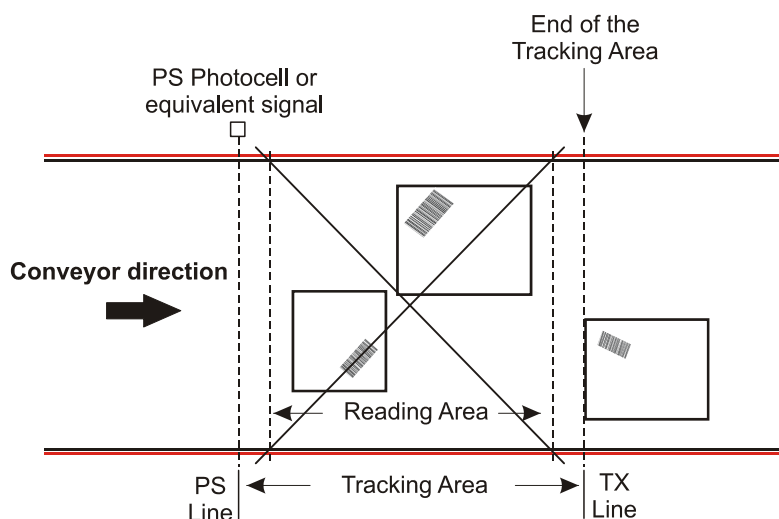 End of the
Tracking Area
PS Photocell or
equivalent signal
Conveyor direction
Reading Area
PS
Line
Tracking Area
TX
Line